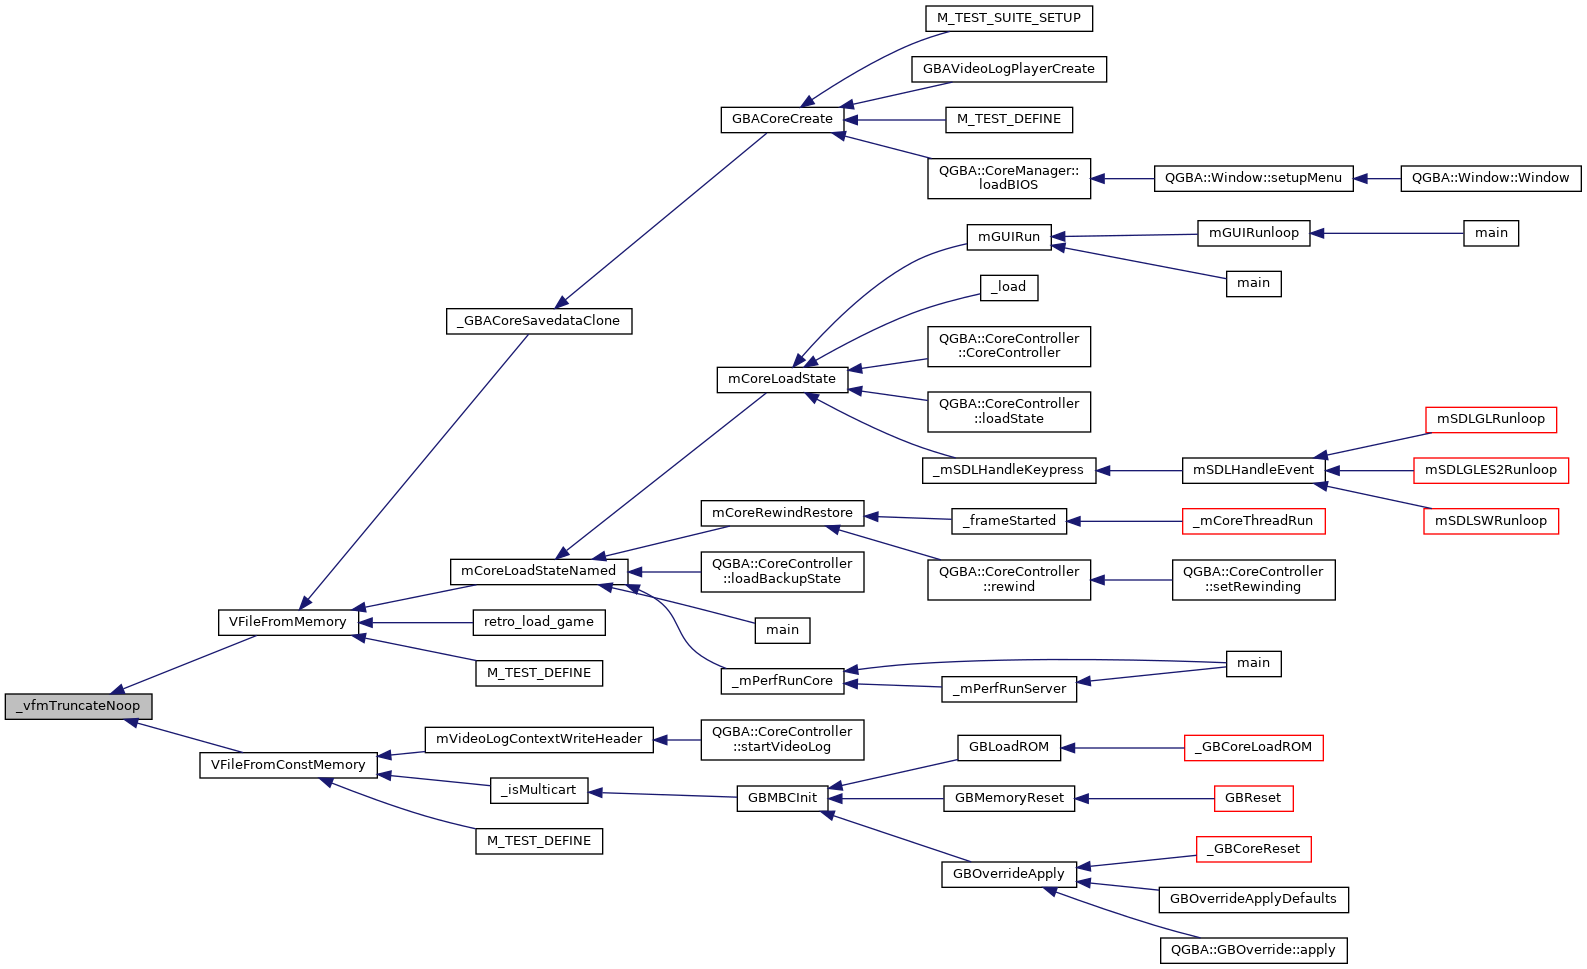 M_TEST_SUITE_SETUP
GBAVideoLogPlayerCreate
GBACoreCreate
M_TEST_DEFINE
QGBA::CoreManager::
loadBIOS
QGBA::Window::setupMenu
QGBA::Window::Window
mGUIRun
mGUIRunloop
main
_load
main
_GBACoreSavedataClone
QGBA::CoreController
::CoreController
mCoreLoadState
QGBA::CoreController
::loadState
mSDLGLRunloop
_mSDLHandleKeypress
mSDLHandleEvent
mSDLGLES2Runloop
mCoreRewindRestore
_frameStarted
_mCoreThreadRun
mSDLSWRunloop
mCoreLoadStateNamed
QGBA::CoreController
::loadBackupState
QGBA::CoreController
::rewind
QGBA::CoreController
::setRewinding
VFileFromMemory
retro_load_game
main
M_TEST_DEFINE
_mPerfRunCore
_mPerfRunServer
main
_vfmTruncateNoop
VFileFromConstMemory
mVideoLogContextWriteHeader
QGBA::CoreController
::startVideoLog
GBLoadROM
_GBCoreLoadROM
_isMulticart
GBMBCInit
GBMemoryReset
GBReset
M_TEST_DEFINE
GBOverrideApply
_GBCoreReset
GBOverrideApplyDefaults
QGBA::GBOverride::apply